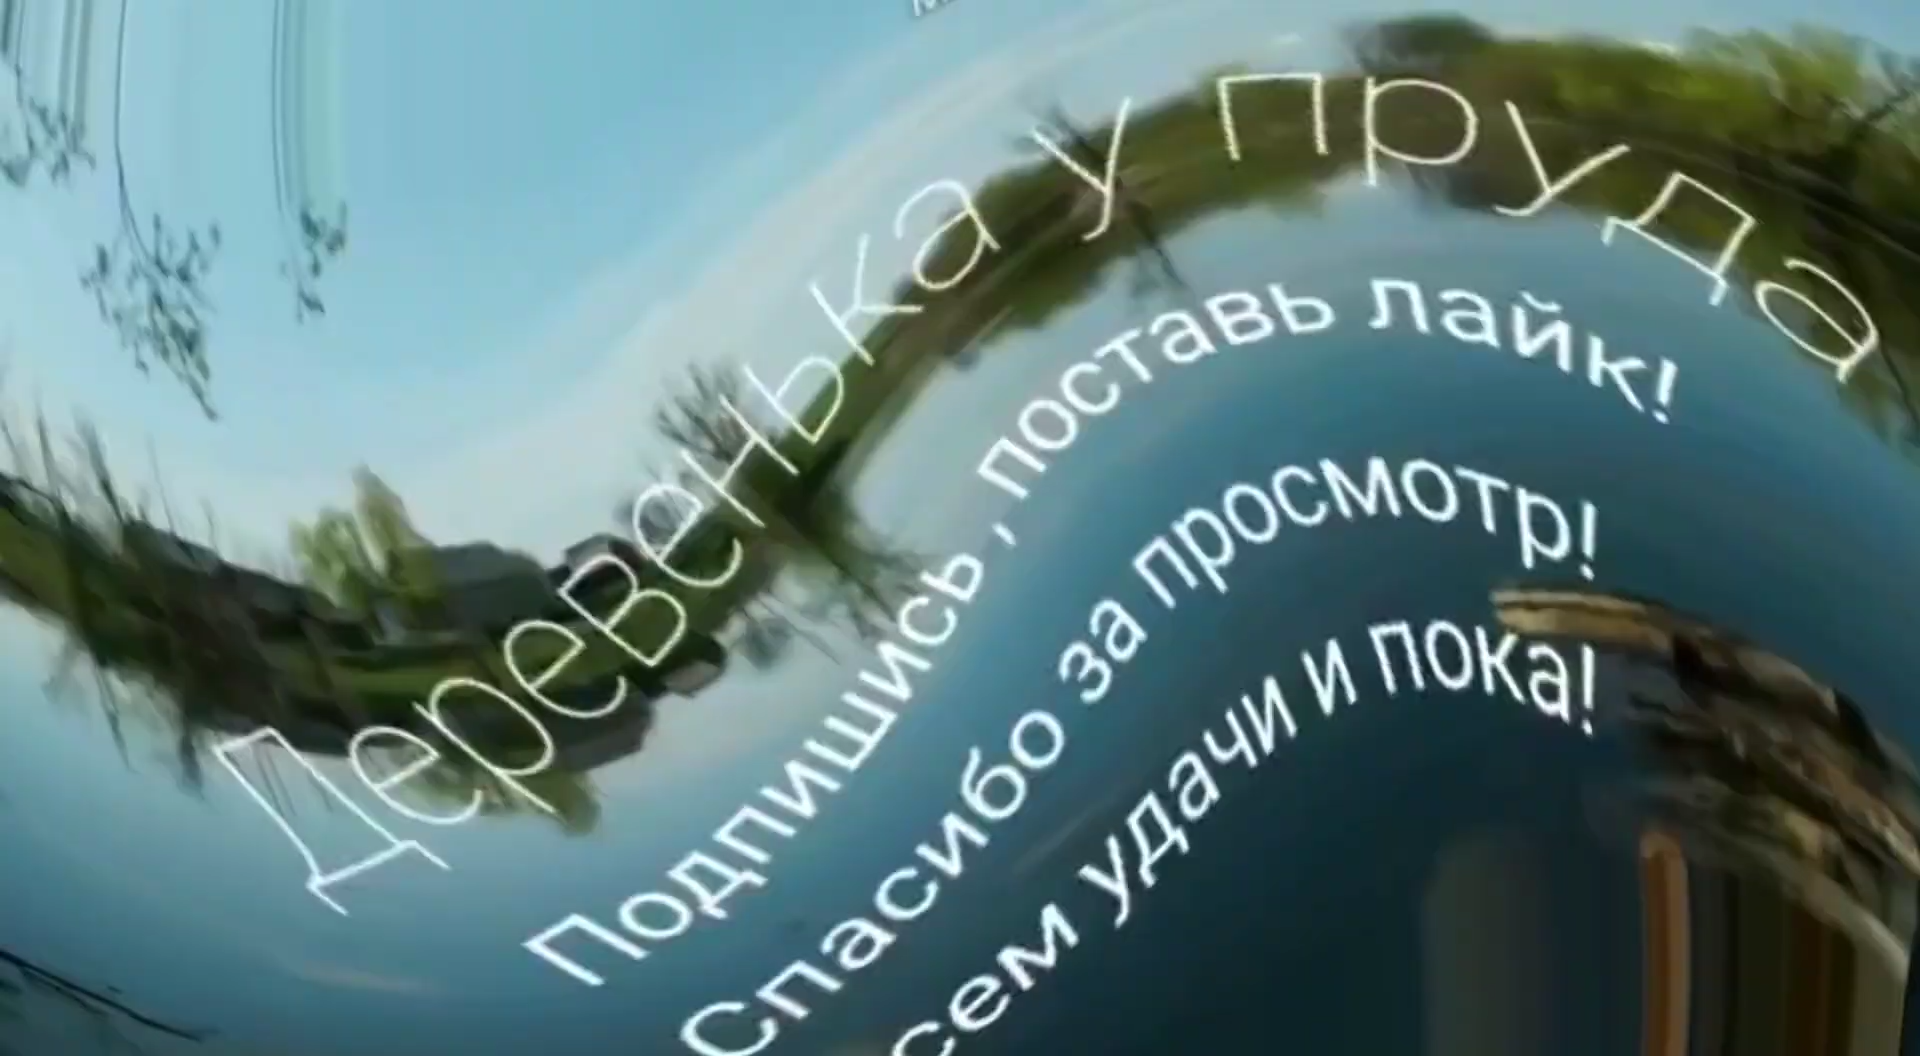 Деревенька у пруда
Подпишись , поставь лайк!
Спасибо за просмотр!
сем удачи и пока!